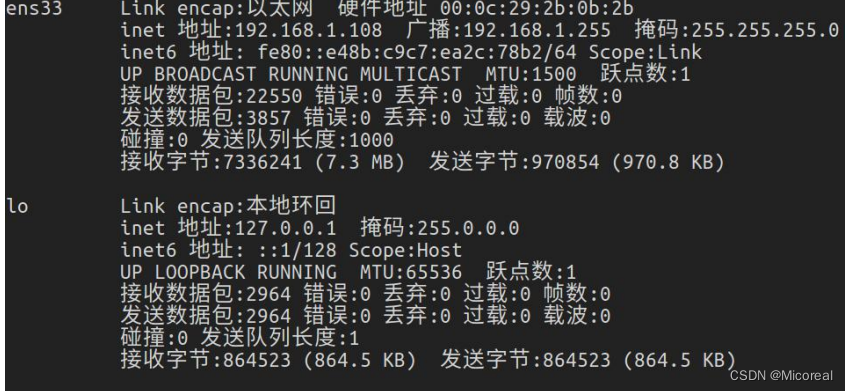 ens33 Link encap:以太网 硬件地址 00:0c:29:2b:0b:2b
inet 地址:192.168.1.108 广播:192.168.1.255 掩码:255.255.255.0
inet6 地址: fe80::e48b:c9c7:ea2c:78b2/64 Scope:Link
UP BROADCAST RUNNING MULTICAST MTU:1500 跃点数:1
接收数据包:22550 错误:0 丢弃:0 过载:0 帧数:0
发送数据包:3857 错误:0 丢弃:0 过载:0 载波:0
碰撞:0 发送队列长度:1000
接收字节:7336241 (7.3 MB) 发送字节:970854 (970.8 KB)
lo Link encap:本地环回
inet 地址:127.0.0.1 掩码:255.0.0.0
inet6 地址: ::1/128 Scope:Host
UP LOOPBACK RUNNING MTU:65536 跃点数:1
接收数据包:2964 错误:0 丢弃:0 过载:0 帧数:0
发送数据包:2964 错误:0 丢弃:0 过载:0 载波:0
碰撞:0 发送队列长度:1
接收字节:864523 (864.5 KB) 发送字节:864523 (864.5 KB)
CSDN @Micoreal